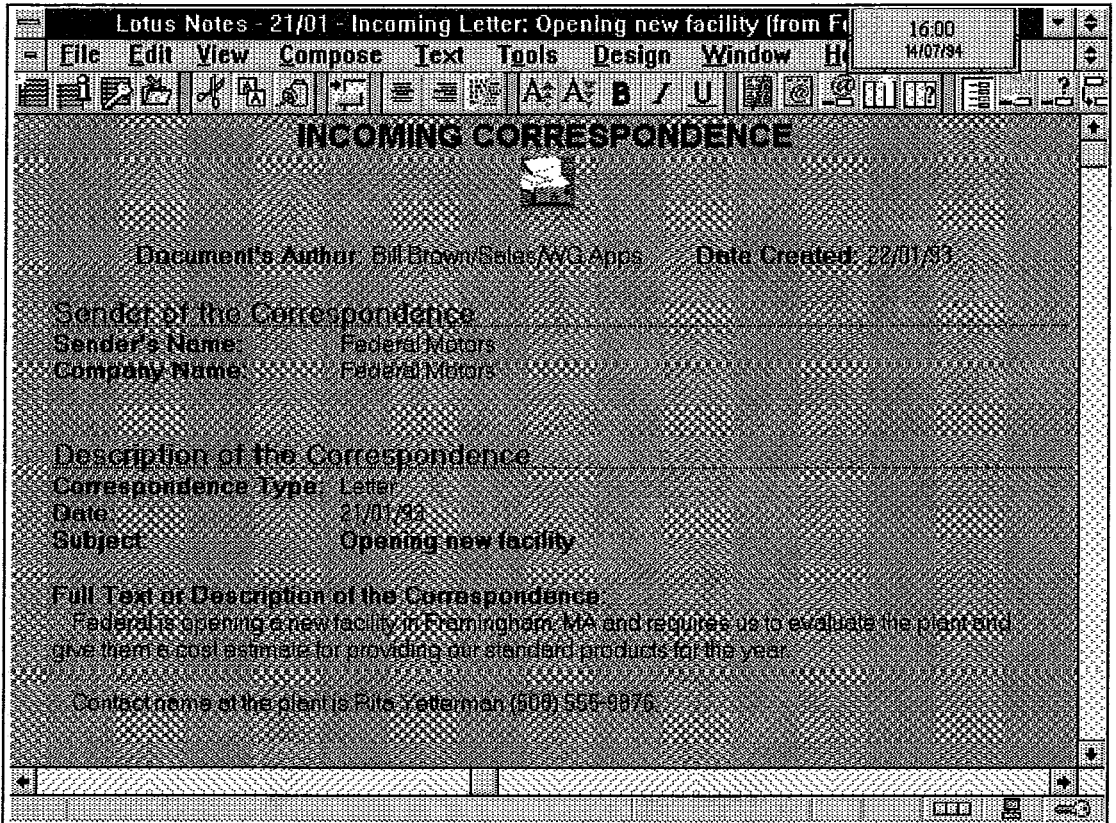 Lotus Notes - 21/01 - Incoming Letter: Opening new facility (from Fe
16:00
14/07/94
File Edit View Compose Text Tools Design Window H
INCOMING CORRESPONDENCE
Document's Author: Bill Brown/Sales/WG Apps Date Created: 22/01/93
Sender of the Correspondence
Sender's Name: Federal Motors
Company Name: Federal Motors
Description of the Correspondence
Correspondence Type: Letter
Date: 21/01/93
Subject: Opening new facility
Full Text or Description of the Correspondence:
Federal is opening a new facility in Framingham, MA and requires us to evaluate the plant and
give them a cost estimate for providing our standard products for the year.
Contact name at the plant is Rita Yetterman (508) 555-9876.